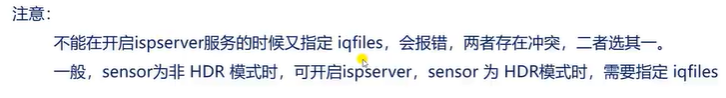 注意：
不能在开启ispserver服务的时候又指定 iqfiles，会报错，两者存在冲突，二者选其一。
一般，sensor为非 HDR 模式时，可开启ispserver，sensor 为 HDR模式时，需要指定 iqfiles